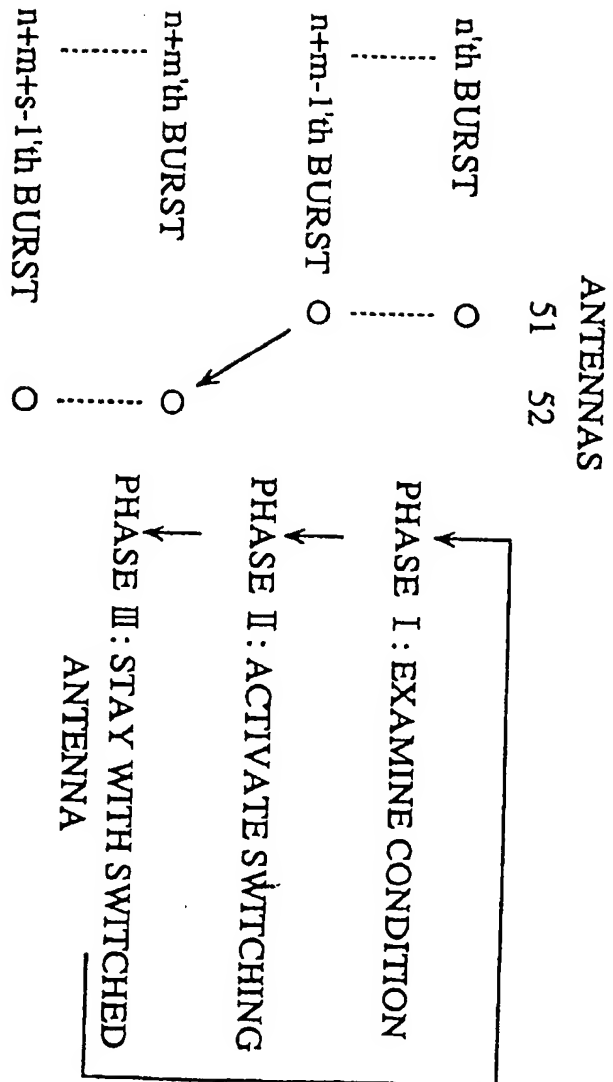 ANTENNAS
51 52
n'th BURST
n+m-1'th BURST
n+m'th BURST
n+m+s-1'th BURST
PHASE I : EXAMINE CONDITION
PHASE II : ACTIVATE SWITCHING
PHASE III : STAY WITH SWITCHED
ANTENNA